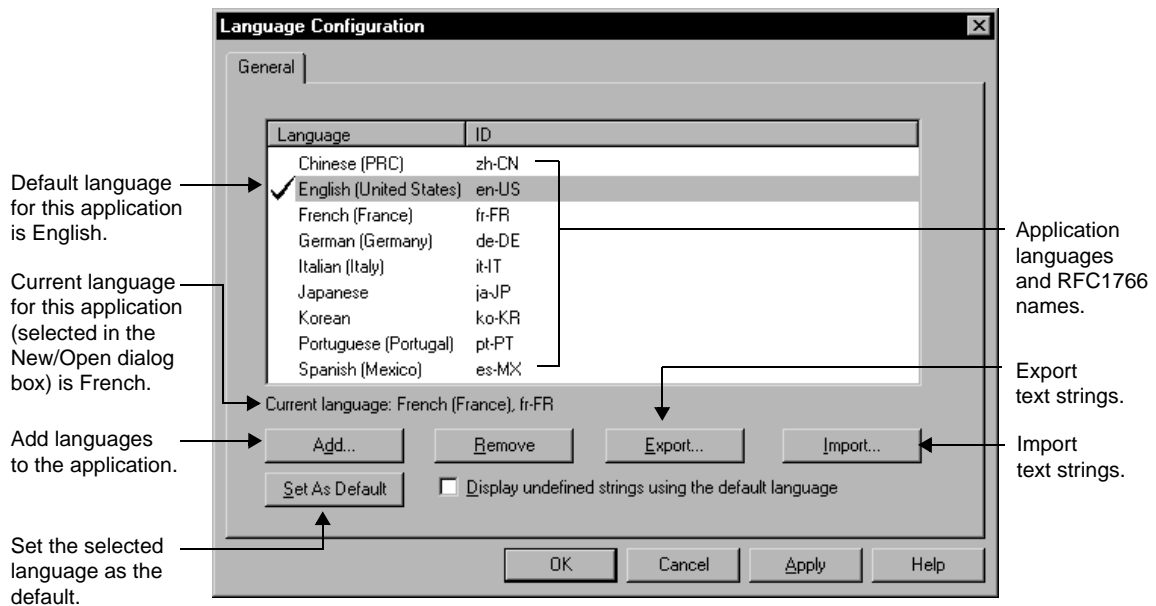 Language Configuration
General
Language ID
Chinese (PRC) zh-CN
English (United States) en-US
French (France) fr-FR
German (Germany) de-DE
Italian (Italy) it-IT
Japanese ja-JP
Korean ko-KR
Portuguese (Portugal) pt-PT
Spanish (Mexico) es-MX
Current language: French (France), fr-FR
Add...
Remove
Export...
Import...
Set As Default
Display undefined strings using the default language
OK
Cancel
Apply
Help
Default language
for this application
is English.
Current language
for this application
(selected in the
New/Open dialog
box) is French.
Add languages
to the application.
Set the selected
language as the
default.
Application
languages
and RFC1766
names.
Export
text strings.
Import
text strings.